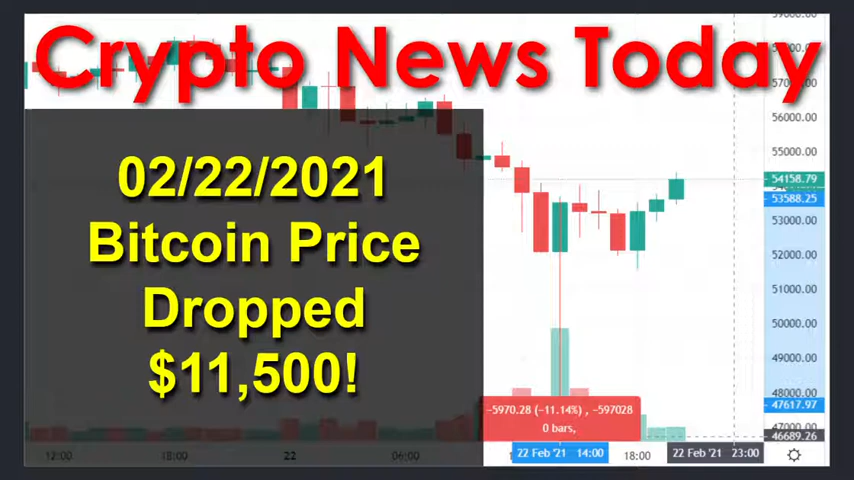 Crypto News Today
02/22/2021
Bitcoin Price
Dropped
$11,500!
57000.00
56000.00
55000.00
54158.79
53588.25
53000.00
52000.00
51000.00
50000.00
49000.00
48000.00
47617.97
46689.26
-5970.28 (-11.14%) , -597028
0 bars,
12:00 18:00 22 06:00 22 Feb '21 14:00 18:00 22 Feb '21 23:00